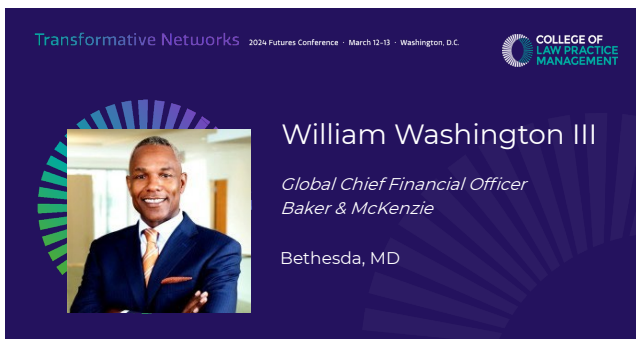 Transformative Networks 2024 Futures Conference · March 12-13 · Washington, D.C.
COLLEGE OF
LAW PRACTICE
MANAGEMENT
William Washington III
Global Chief Financial Officer
Baker & McKenzie
Bethesda, MD